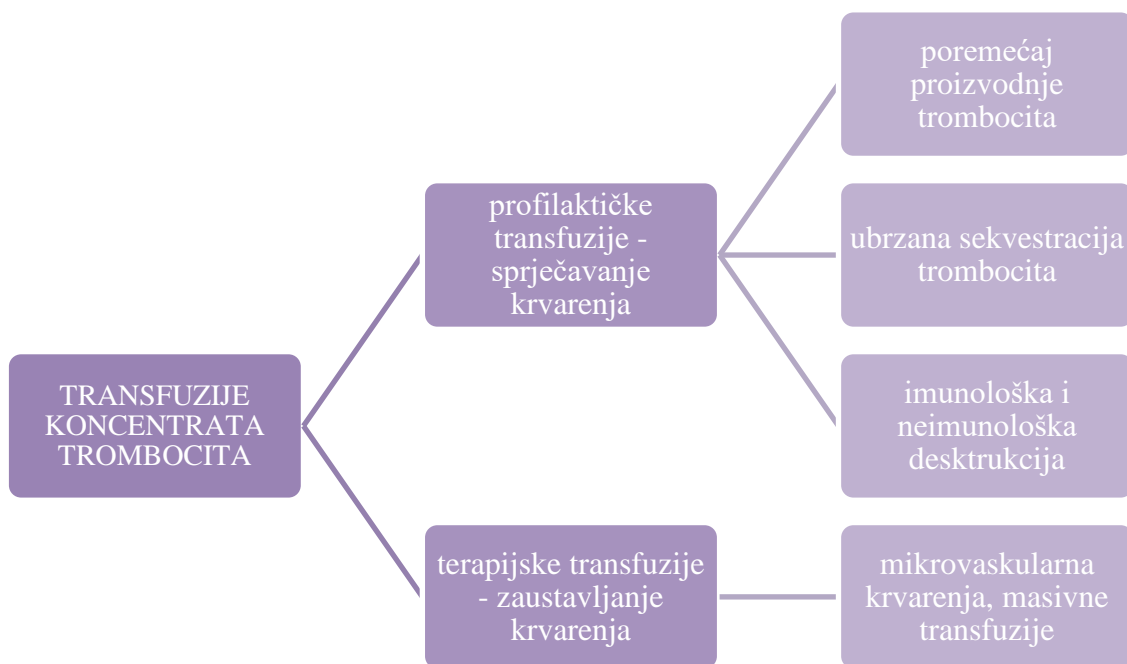 TRANSFUZIJE
KONCENTRATA
TROMBOCITA
profilaktičke
transfuzije -
sprječavanje
krvarenja
poremećaj
proizvodnje
trombocita
ubrzana sekvestracija
trombocita
imunološka i
neimunološka
desktrukcija
terapijske transfuzije
- zaustavljanje
krvarenja
mikrovaskularna
krvarenja, masivne
transfuzije